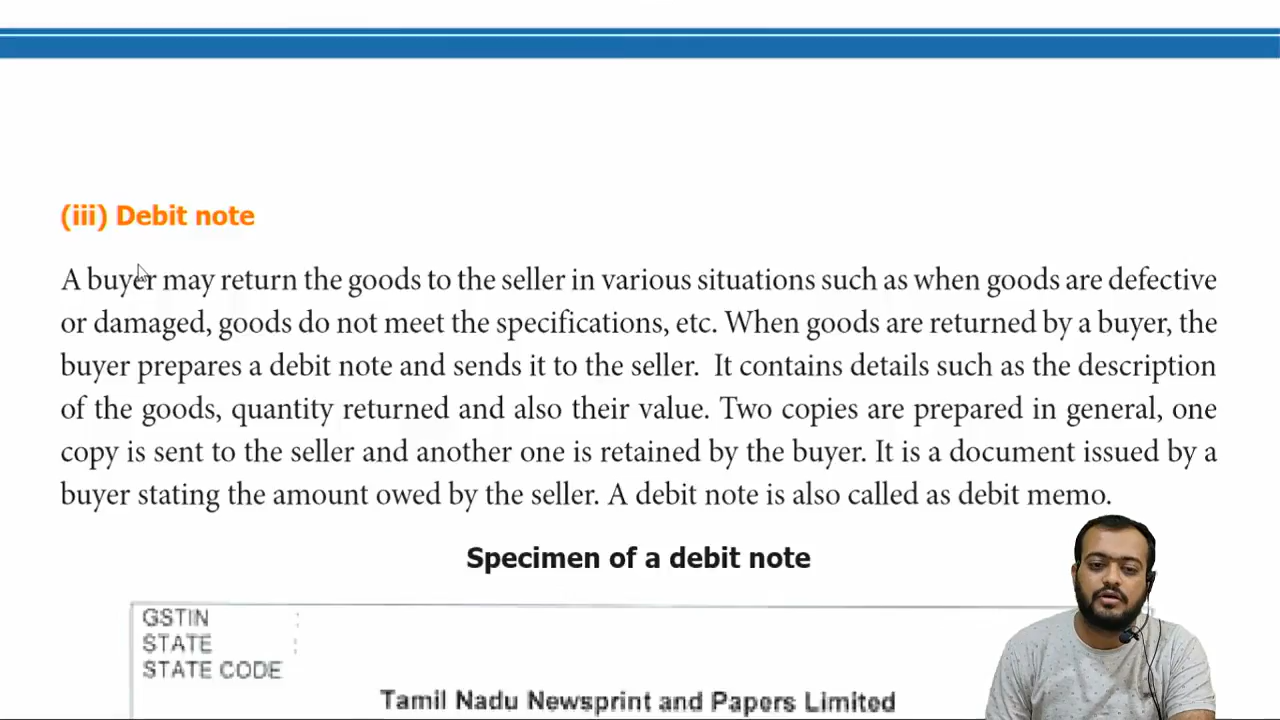 (iii) Debit note
A buyer may return the goods to the seller in various situations such as when goods are defective
or damaged, goods do not meet the specifications, etc. When goods are returned by a buyer, the
buyer prepares a debit note and sends it to the seller. It contains details such as the description
of the goods, quantity returned and also their value. Two copies are prepared in general, one
copy is sent to the seller and another one is retained by the buyer. It is a document issued by a
buyer stating the amount owed by the seller. A debit note is also called as debit memo.
Specimen of a debit note
GSTIN :
STATE :
STATE CODE
Tamil Nadu Newsprint and Papers Limited